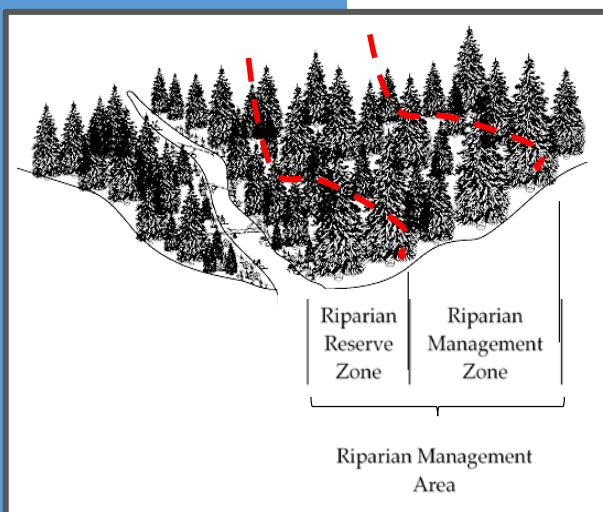 Riparian
Reserve
Zone
Riparian
Management
Zone
Riparian Management
Area